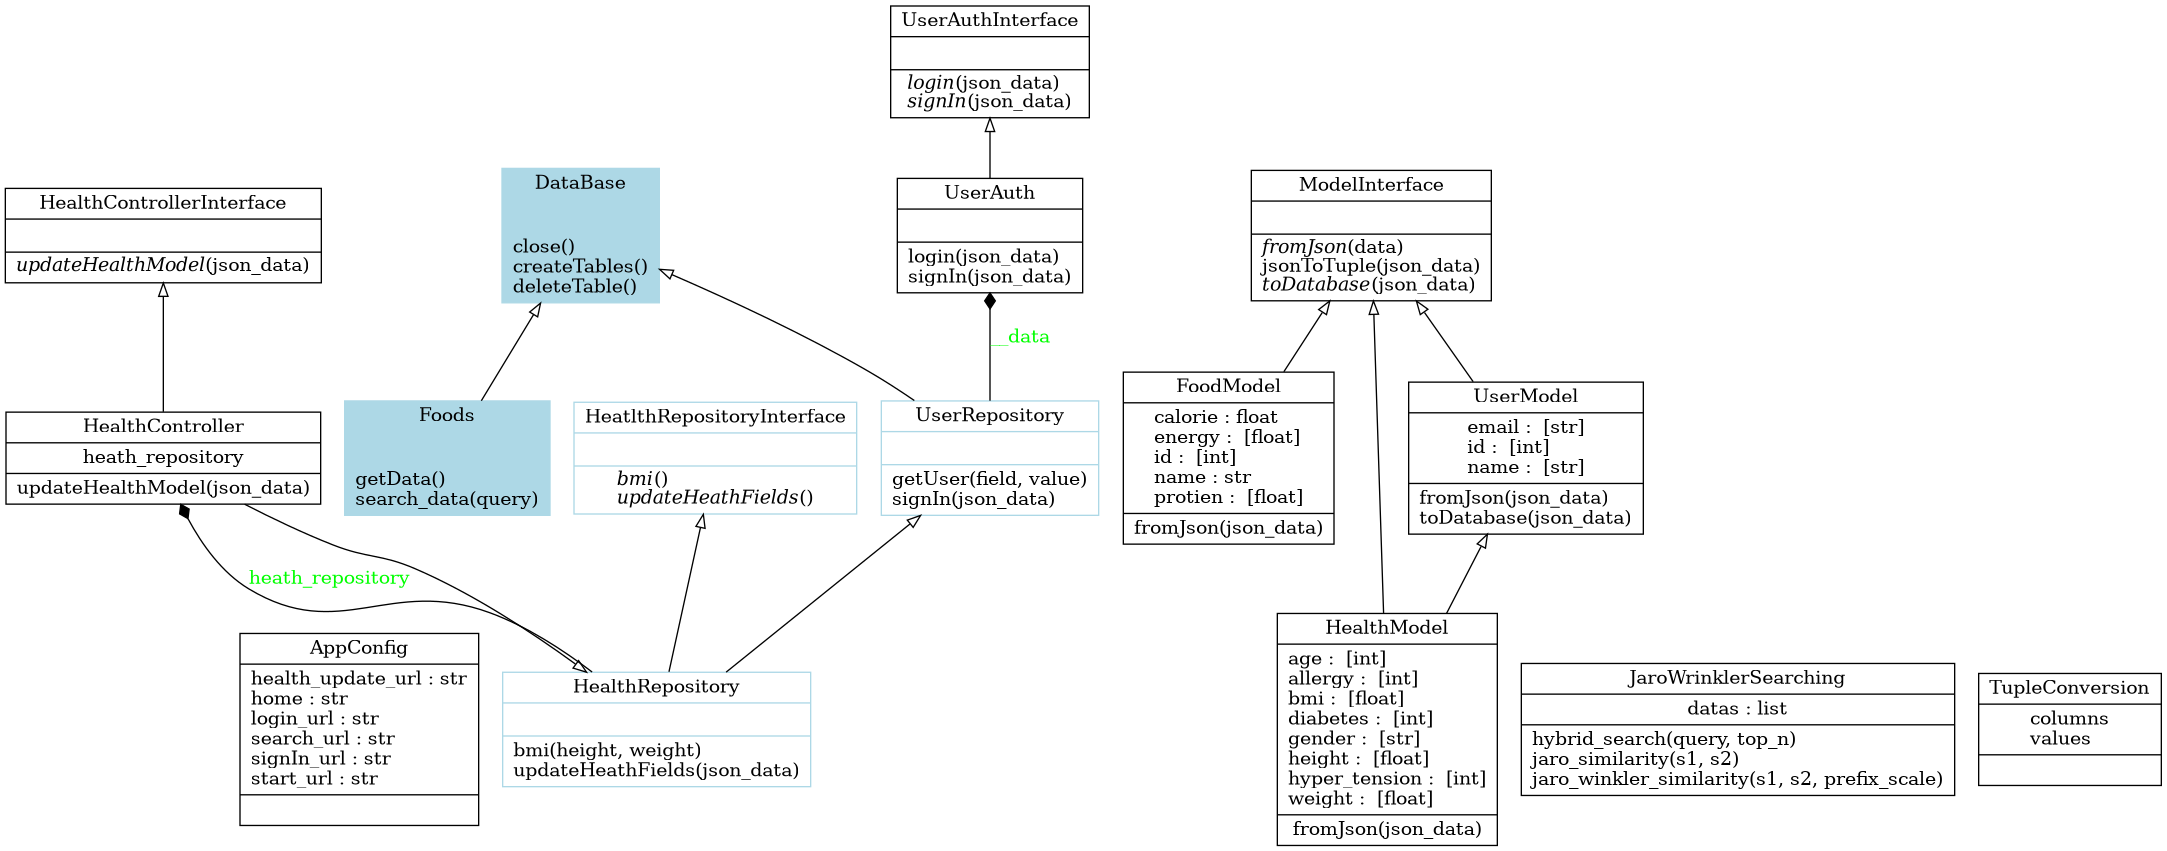 UserAuthInterface
login(json_data)
signIn(json_data)
HealthControllerInterface
updateHealthModel(json_data)
DataBase
close()
createTables()
deleteTable()
UserAuth
login(json_data)
signIn(json_data)
ModelInterface
fromJson(data)
jsonToTuple(json_data)
toDatabase(json_data)
__data
HealthController
heath_repository
updateHealthModel(json_data)
Foods
getData()
search_data(query)
HeatlthRepositoryInterface
bmi()
updateHeathFields()
UserRepository
getUser(field, value)
signIn(json_data)
FoodModel
calorie : float
energy : [float]
id : [int]
name : str
protien : [float]
fromJson(json_data)
UserModel
email : [str]
id : [int]
name : [str]
fromJson(json_data)
toDatabase(json_data)
heath_repository
AppConfig
health_update_url : str
home : str
login_url : str
search_url : str
signIn_url : str
start_url : str
HealthRepository
bmi(height, weight)
updateHeathFields(json_data)
HealthModel
age : [int]
allergy : [int]
bmi : [float]
diabetes : [int]
gender : [str]
height : [float]
hyper_tension : [int]
weight : [float]
fromJson(json_data)
JaroWrinklerSearching
datas : list
hybrid_search(query, top_n)
jaro_similarity(s1, s2)
jaro_winkler_similarity(s1, s2, prefix_scale)
TupleConversion
columns
values